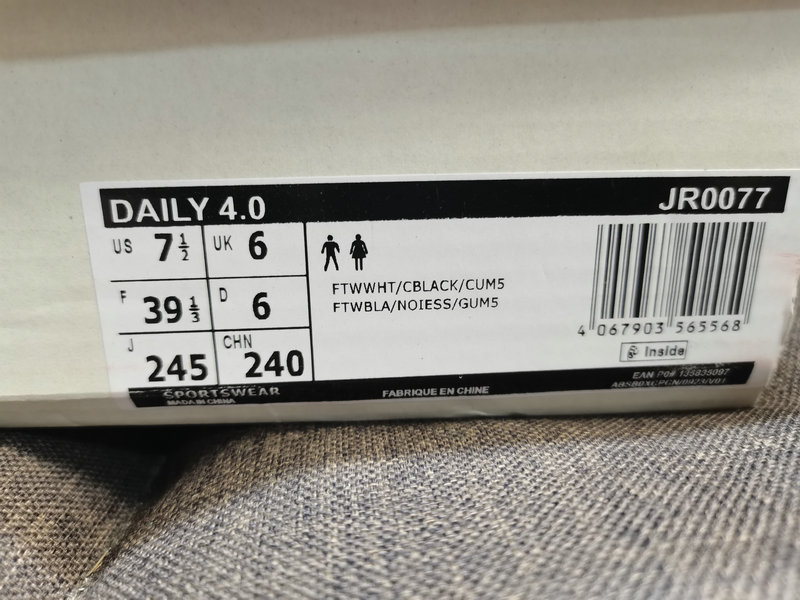 DAILY 4.0
JR0077
US 7 1/2 UK 6
F 39 1/3 D 6
J 245 CHN 240
FTWWHT/CBLACK/CUM5
FTWBLA/NOIESS/GUM5
4 067903 565568
Inside
SPORTSWEAR
MADE IN CHINA
FABRIQUE EN CHINE
EAN PO# 135835097